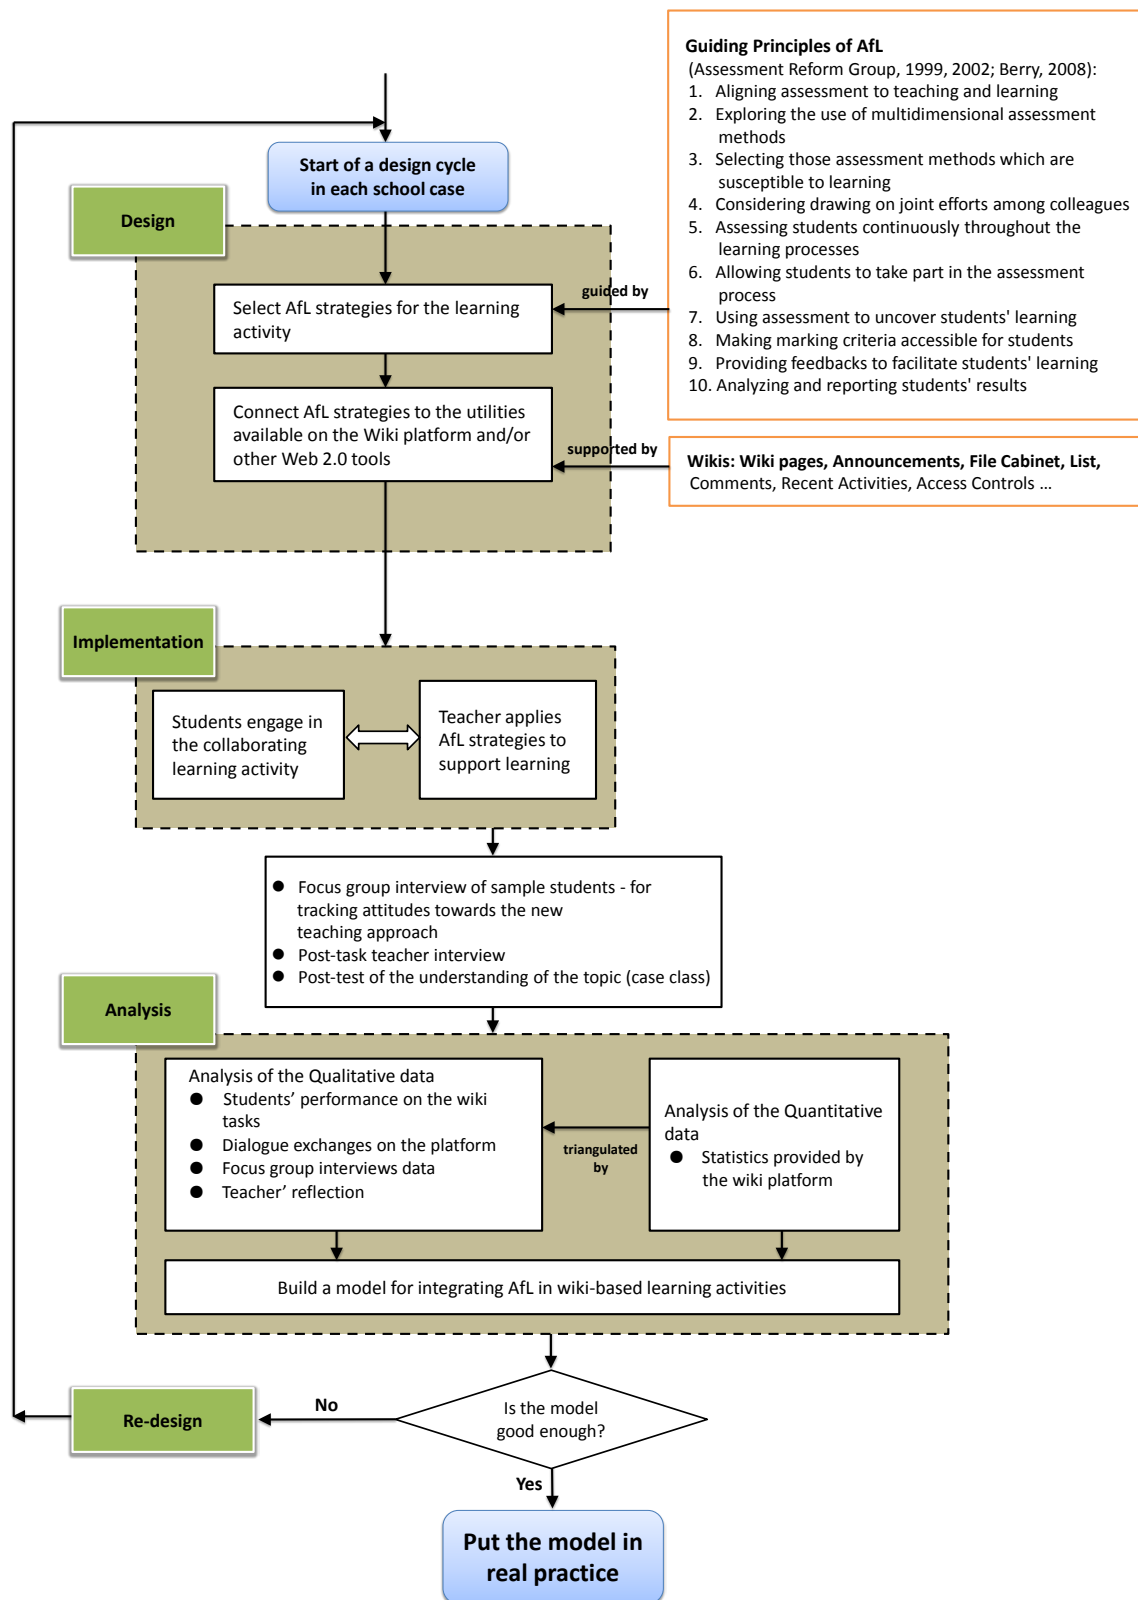 Guiding Principles of AfL
(Assessment Reform Group, 1999, 2002; Berry, 2008):
1. Aligning assessment to teaching and learning
2. Exploring the use of multidimensional assessment
methods
3. Selecting those assessment methods which are
susceptible to learning
4. Considering drawing on joint efforts among colleagues
5. Assessing students continuously throughout the
learning processes
6. Allowing students to take part in the assessment
process
7. Using assessment to uncover students' learning
8. Making marking criteria accessible for students
9. Providing feedbacks to facilitate students' learning
10. Analyzing and reporting students' results
Start of a design cycle
in each school case
Design
Select AfL strategies for the learning
activity
guided by
Connect AfL strategies to the utilities
available on the Wiki platform and/or
other Web 2.0 tools
supported by
Wikis: Wiki pages, Announcements, File Cabinet, List,
Comments, Recent Activities, Access Controls ...
Implementation
Students engage in
the collaborating
learning activity
Teacher applies
AfL strategies to
support learning
● Focus group interview of sample students - for
tracking attitudes towards the new
teaching approach
● Post-task teacher interview
● Post-test of the understanding of the topic (case class)
Analysis
Analysis of the Qualitative data
● Students’ performance on the wiki
tasks
● Dialogue exchanges on the platform
● Focus group interviews data
● Teacher’ reflection
triangulated
by
Analysis of the Quantitative
data
● Statistics provided by
the wiki platform
Build a model for integrating AfL in wiki-based learning activities
Is the model
good enough?
No
Re-design
Yes
Put the model in
real practice